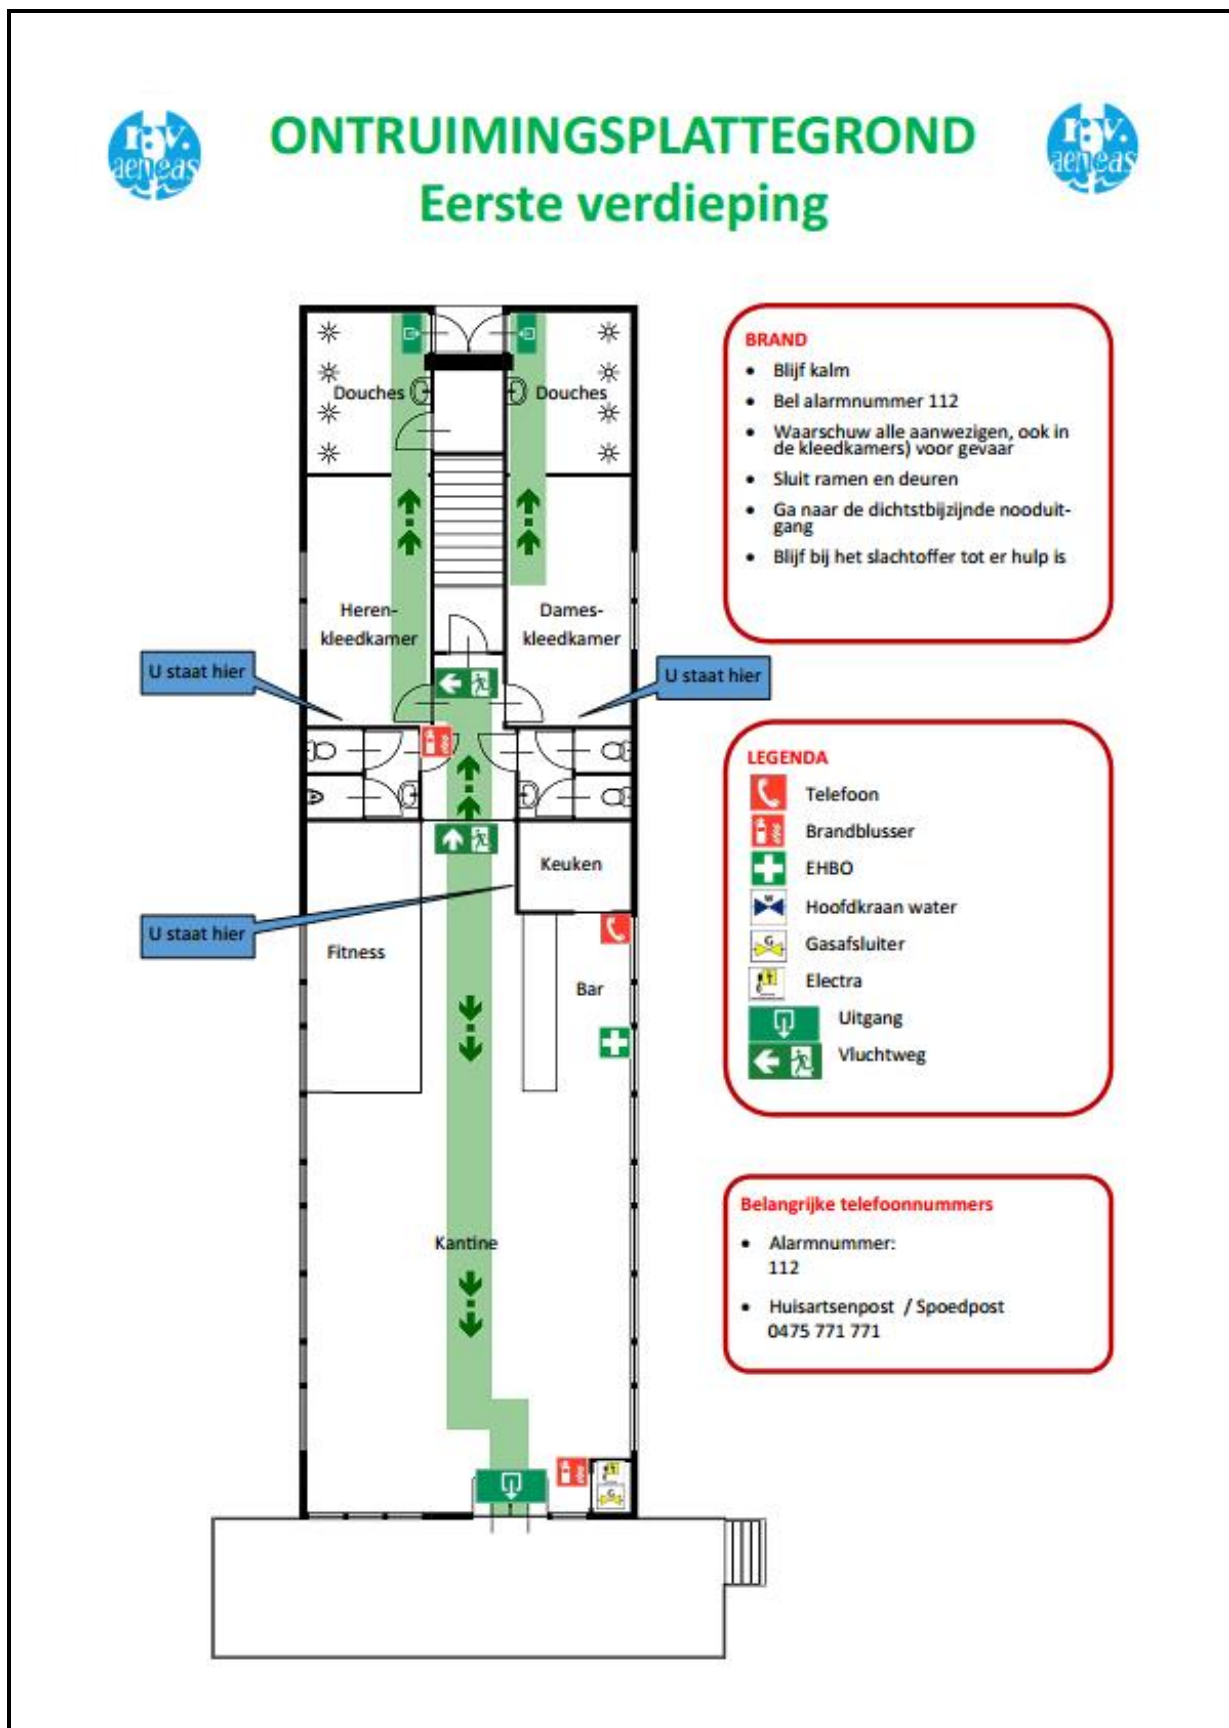 r.v.
aeneas
ONTRUIMINGSPLATTEGROND
Eerste verdieping
r.v.
aeneas
Douches
Douches
Heren-
kleedkamer
Dames-
kleedkamer
U staat hier
U staat hier
Keuken
U staat hier
Fitness
Bar
Kantine
G
BRAND
• Blijf kalm
• Bel alarmnummer 112
• Waarschuw alle aanwezigen, ook in
de kleedkamers) voor gevaar
• Sluit ramen en deuren
• Ga naar de dichtstbijzijnde nooduit-
gang
• Blijf bij het slachtoffer tot er hulp is
LEGENDA
Telefoon
Brandblusser
EHBO
W
Hoofdkraan water
G
Gasafsluiter
Electra
Uitgang
Vluchtweg
Belangrijke telefoonnummers
• Alarmnummer:
112
• Huisartsenpost / Spoedpost
0475 771 771